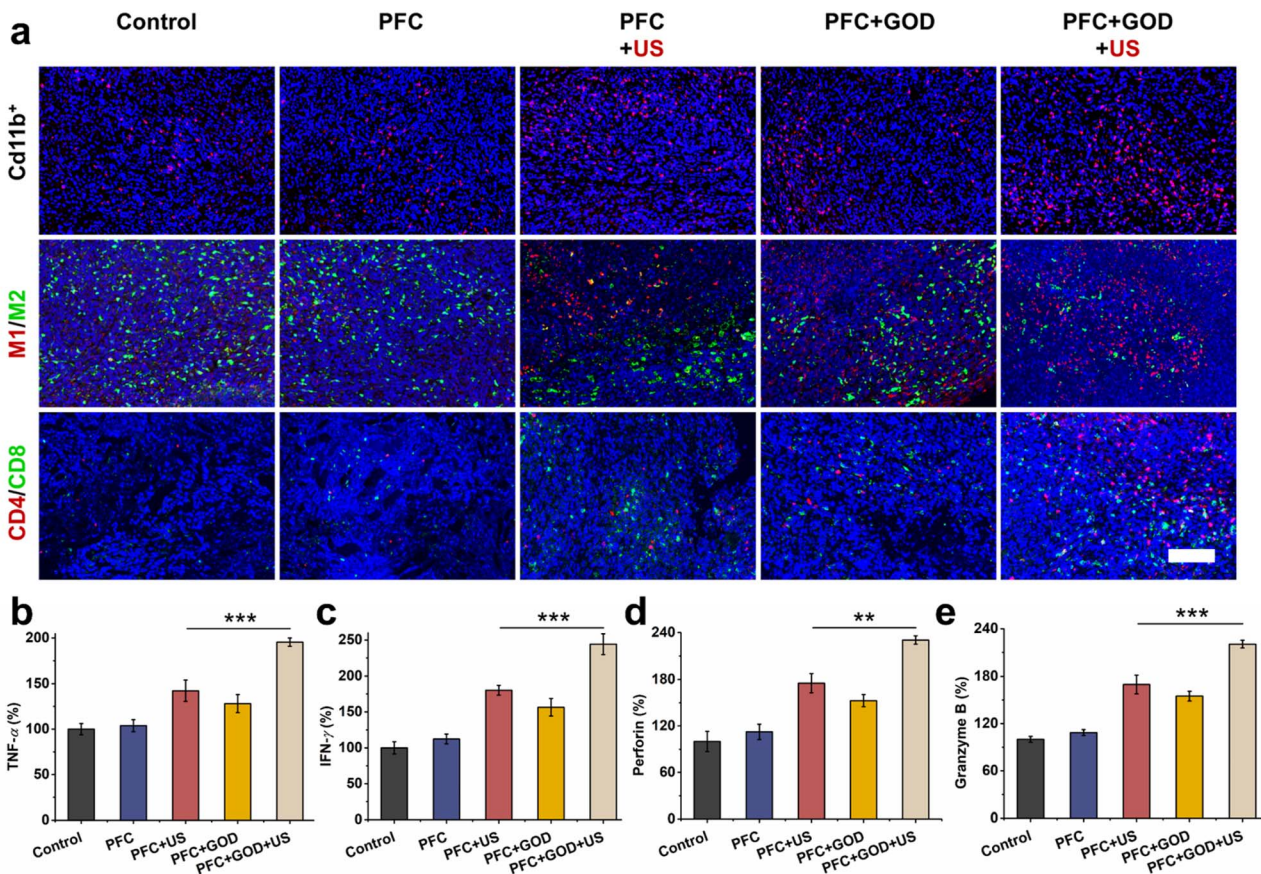 a
Control
PFC
PFC
+US
PFC+GOD
PFC+GOD
+US
Cd11b+
M1/M2
CD4/CD8
b
TNF-α (%)
200
150
100
50
0
***
Control
PFC
PFC+US
PFC+GOD
PFC+GOD+US
c
IFN-γ (%)
250
200
150
100
50
0
***
Control
PFC
PFC+US
PFC+GOD
PFC+GOD+US
d
Perforin (%)
240
180
120
60
0
**
Control
PFC
PFC+US
PFC+GOD
PFC+GOD+US
e
Granzyme B (%)
240
180
120
60
0
***
Control
PFC
PFC+US
PFC+GOD
PFC+GOD+US